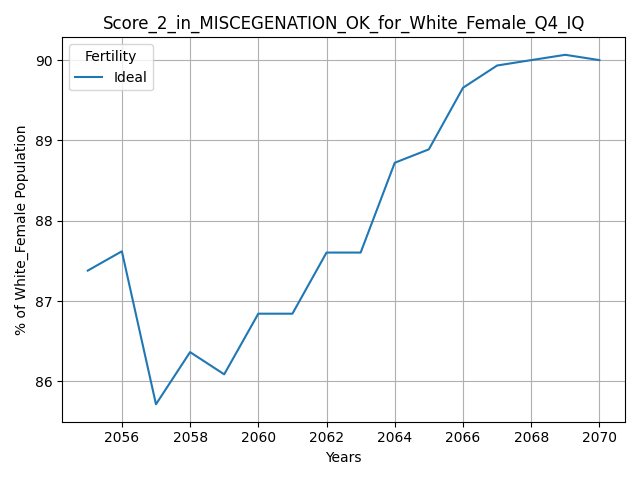 Score_2_in_MISCEGENATION_OK_for_White_Female_Q4_IQ
Fertility
Ideal
90
89
88
87
86
% of White_Female Population
2056 2058 2060 2062 2064 2066 2068 2070
Years